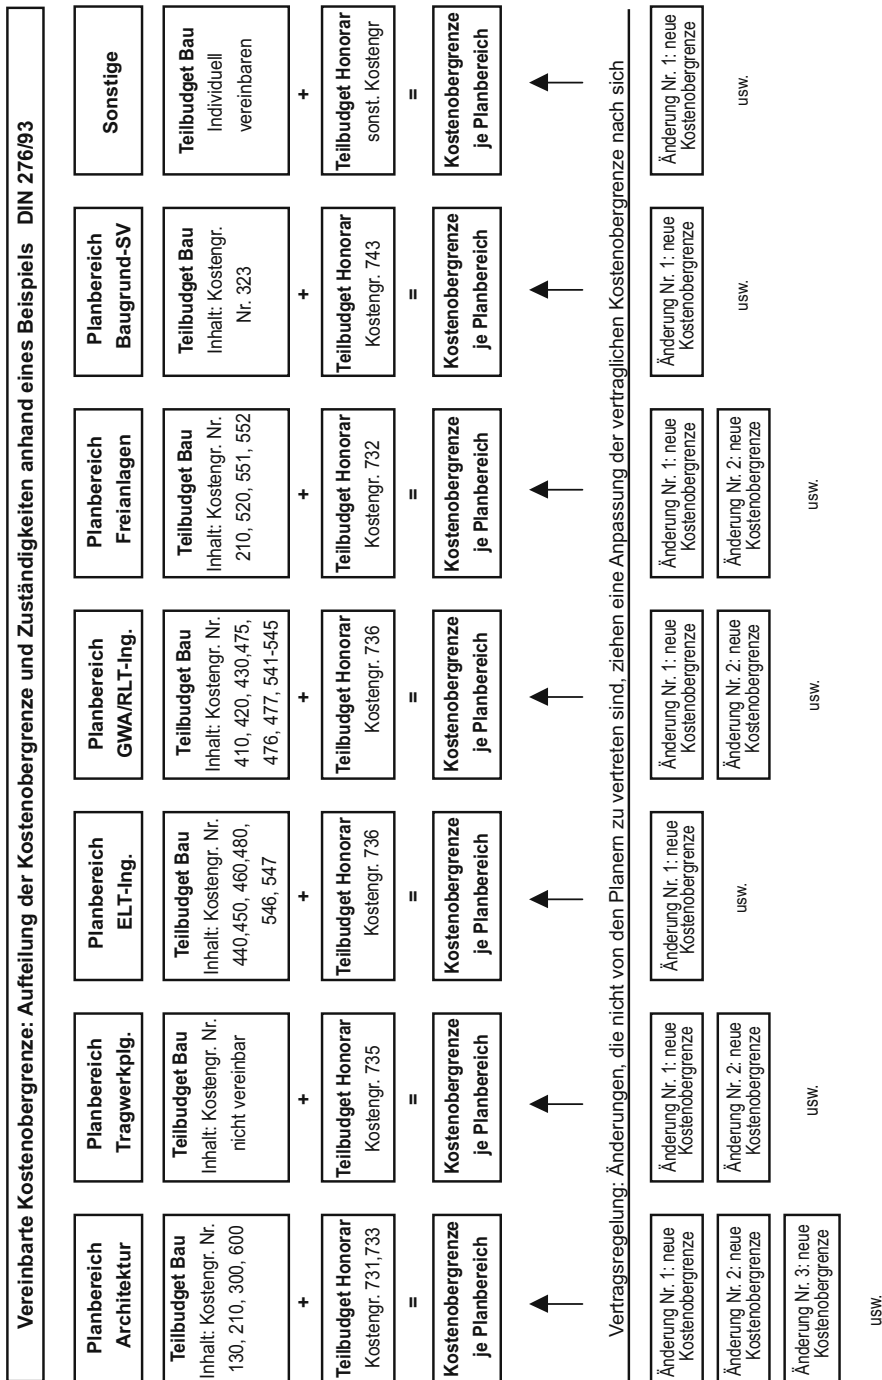 Vereinbarte Kostenobergrenze: Aufteilung der Kostenobergrenze und Zuständigkeiten anhand eines Beispiels DIN 276/93
Planbereich
Architektur
Teilbudget Bau
Inhalt: Kostengr. Nr.
130, 210, 300, 600
+
Teilbudget Honorar
Kostengr. 731,733
=
Kostenobergrenze
je Planbereich
Planbereich
Tragwerkplg.
Teilbudget Bau
Inhalt: Kostengr. Nr.
nicht vereinbar
+
Teilbudget Honorar
Kostengr. 735
=
Kostenobergrenze
je Planbereich
Planbereich
ELT-Ing.
Teilbudget Bau
Inhalt: Kostengr. Nr.
440,450, 460,480,
546, 547
+
Teilbudget Honorar
Kostengr. 736
=
Kostenobergrenze
je Planbereich
Planbereich
GWA/RLT-Ing.
Teilbudget Bau
Inhalt: Kostengr. Nr.
410, 420, 430,475,
476, 477, 541-545
+
Teilbudget Honorar
Kostengr. 736
=
Kostenobergrenze
je Planbereich
Planbereich
Freianlagen
Teilbudget Bau
Inhalt: Kostengr. Nr.
210, 520, 551, 552
+
Teilbudget Honorar
Kostengr. 732
=
Kostenobergrenze
je Planbereich
Planbereich
Baugrund-SV
Teilbudget Bau
Inhalt: Kostengr.
Nr. 323
+
Teilbudget Honorar
Kostengr. 743
=
Kostenobergrenze
je Planbereich
Sonstige
Teilbudget Bau
Individuell
vereinbaren
+
Teilbudget Honorar
sonst. Kostengr
=
Kostenobergrenze
je Planbereich
Vertragsregelung: Änderungen, die nicht von den Planern zu vertreten sind, ziehen eine Anpassung der vertraglichen Kostenobergrenze nach sich
Änderung Nr. 1: neue
Kostenobergrenze
Änderung Nr. 2: neue
Kostenobergrenze
Änderung Nr. 3: neue
Kostenobergrenze
usw.
Änderung Nr. 1: neue
Kostenobergrenze
Änderung Nr. 2: neue
Kostenobergrenze
usw.
Änderung Nr. 1: neue
Kostenobergrenze
usw.
Änderung Nr. 1: neue
Kostenobergrenze
Änderung Nr. 2: neue
Kostenobergrenze
usw.
Änderung Nr. 1: neue
Kostenobergrenze
Änderung Nr. 2: neue
Kostenobergrenze
usw.
Änderung Nr. 1: neue
Kostenobergrenze
usw.
Änderung Nr. 1: neue
Kostenobergrenze
usw.